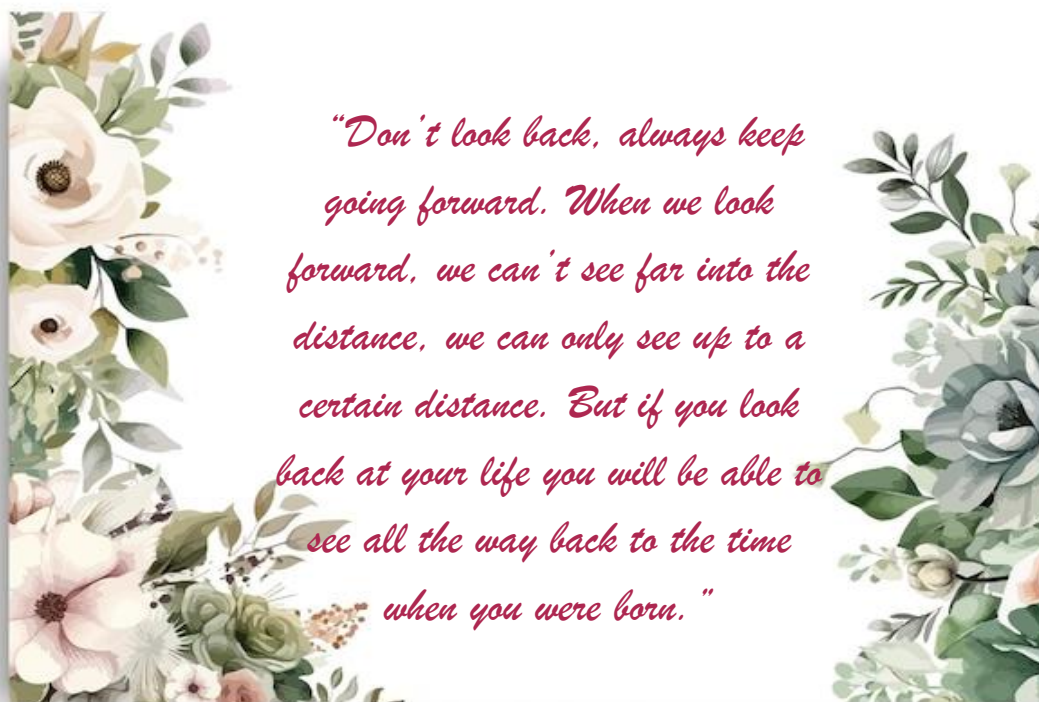 “Don’t look back, always keep
going forward. When we look
forward, we can’t see far into the
distance, we can only see up to a
certain distance. But if you look
back at your life you will be able to
see all the way back to the time
when you were born.”